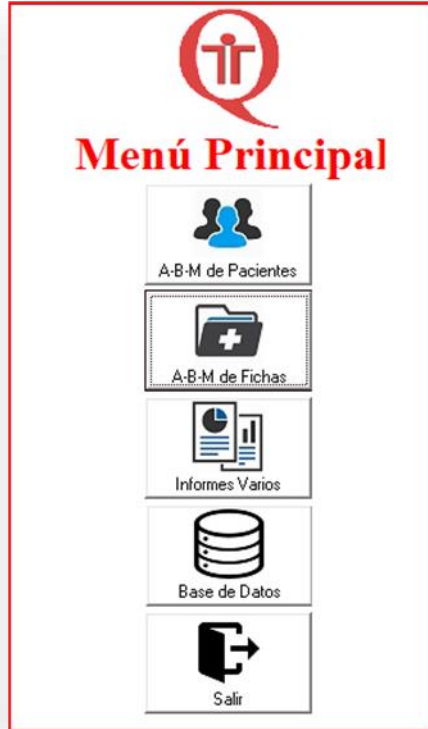 Menú Principal
A-B-M de Pacientes
A-B-M de Fichas
Informes Varios
Base de Datos
Salir